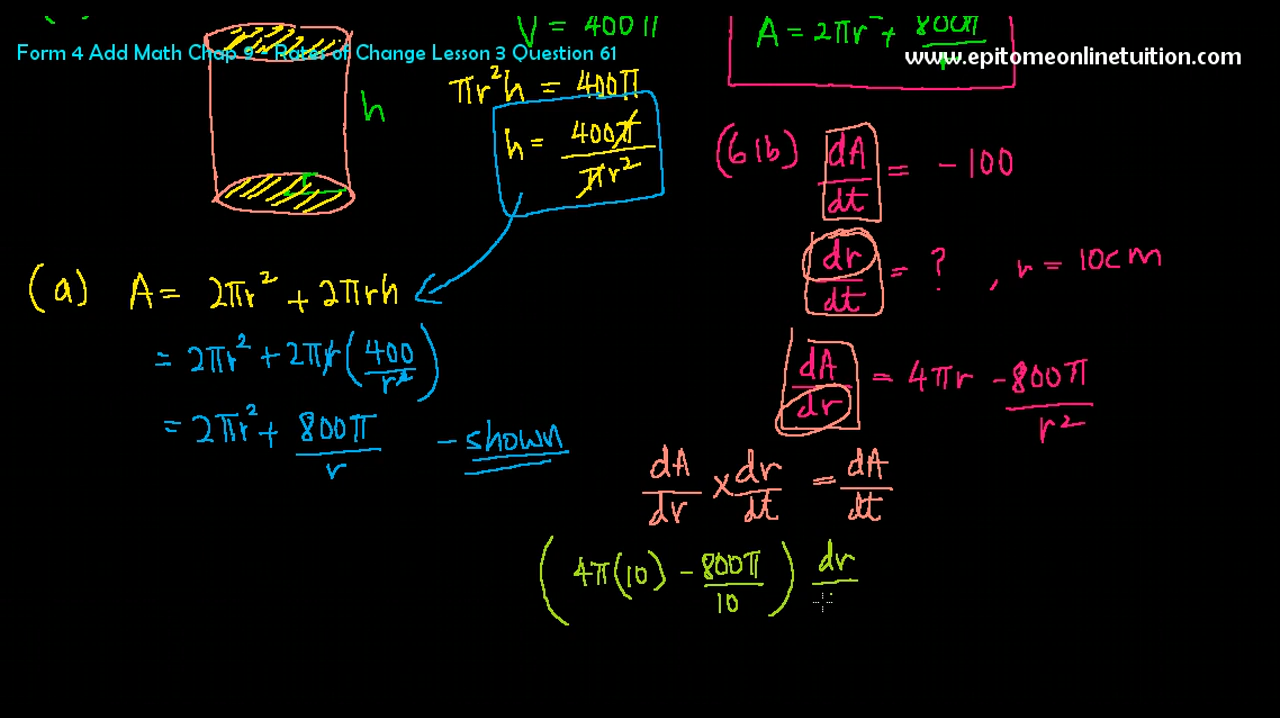 V = 400π
A = 2πr² + 800π/r
Form 4 Add Math Chap 9 - Rates of Change Lesson 3 Question 61
www.epitomeonlinetuition.com
h
πr²h = 400π
h = 400π/πr²
(61b) dA/dt = -100
dr/dt = ? , r = 10cm
(a) A = 2πr² + 2πrh
= 2πr² + 2πr(400/r²)
= 2πr² + 800π/r - shown
dA/dr = 4πr - 800π/r²
dA/dr × dr/dt = dA/dt
(4π(10) - 800π/10) dr